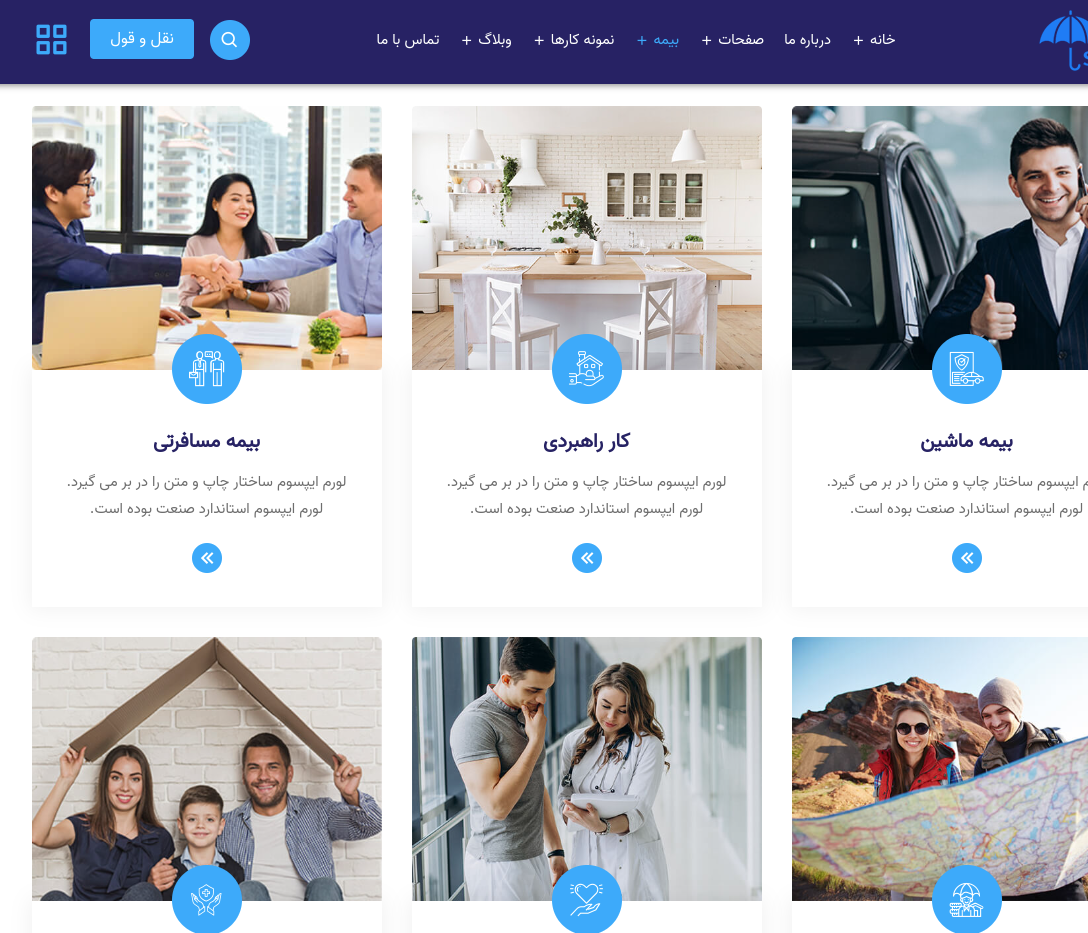 خانه +
درباره ما
صفحات +
بیمه +
نمونه کارها +
وبلاگ +
تماس با ما
نقل و قول
بیمه ماشین
ایپسوم ساختار چاپ و متن را در بر می گیرد.
لورم ایپسوم استاندارد صنعت بوده است.
کار راهبردی
لورم ایپسوم ساختار چاپ و متن را در بر می گیرد.
لورم ایپسوم استاندارد صنعت بوده است.
بیمه مسافرتی
لورم ایپسوم ساختار چاپ و متن را در بر می گیرد.
لورم ایپسوم استاندارد صنعت بوده است.